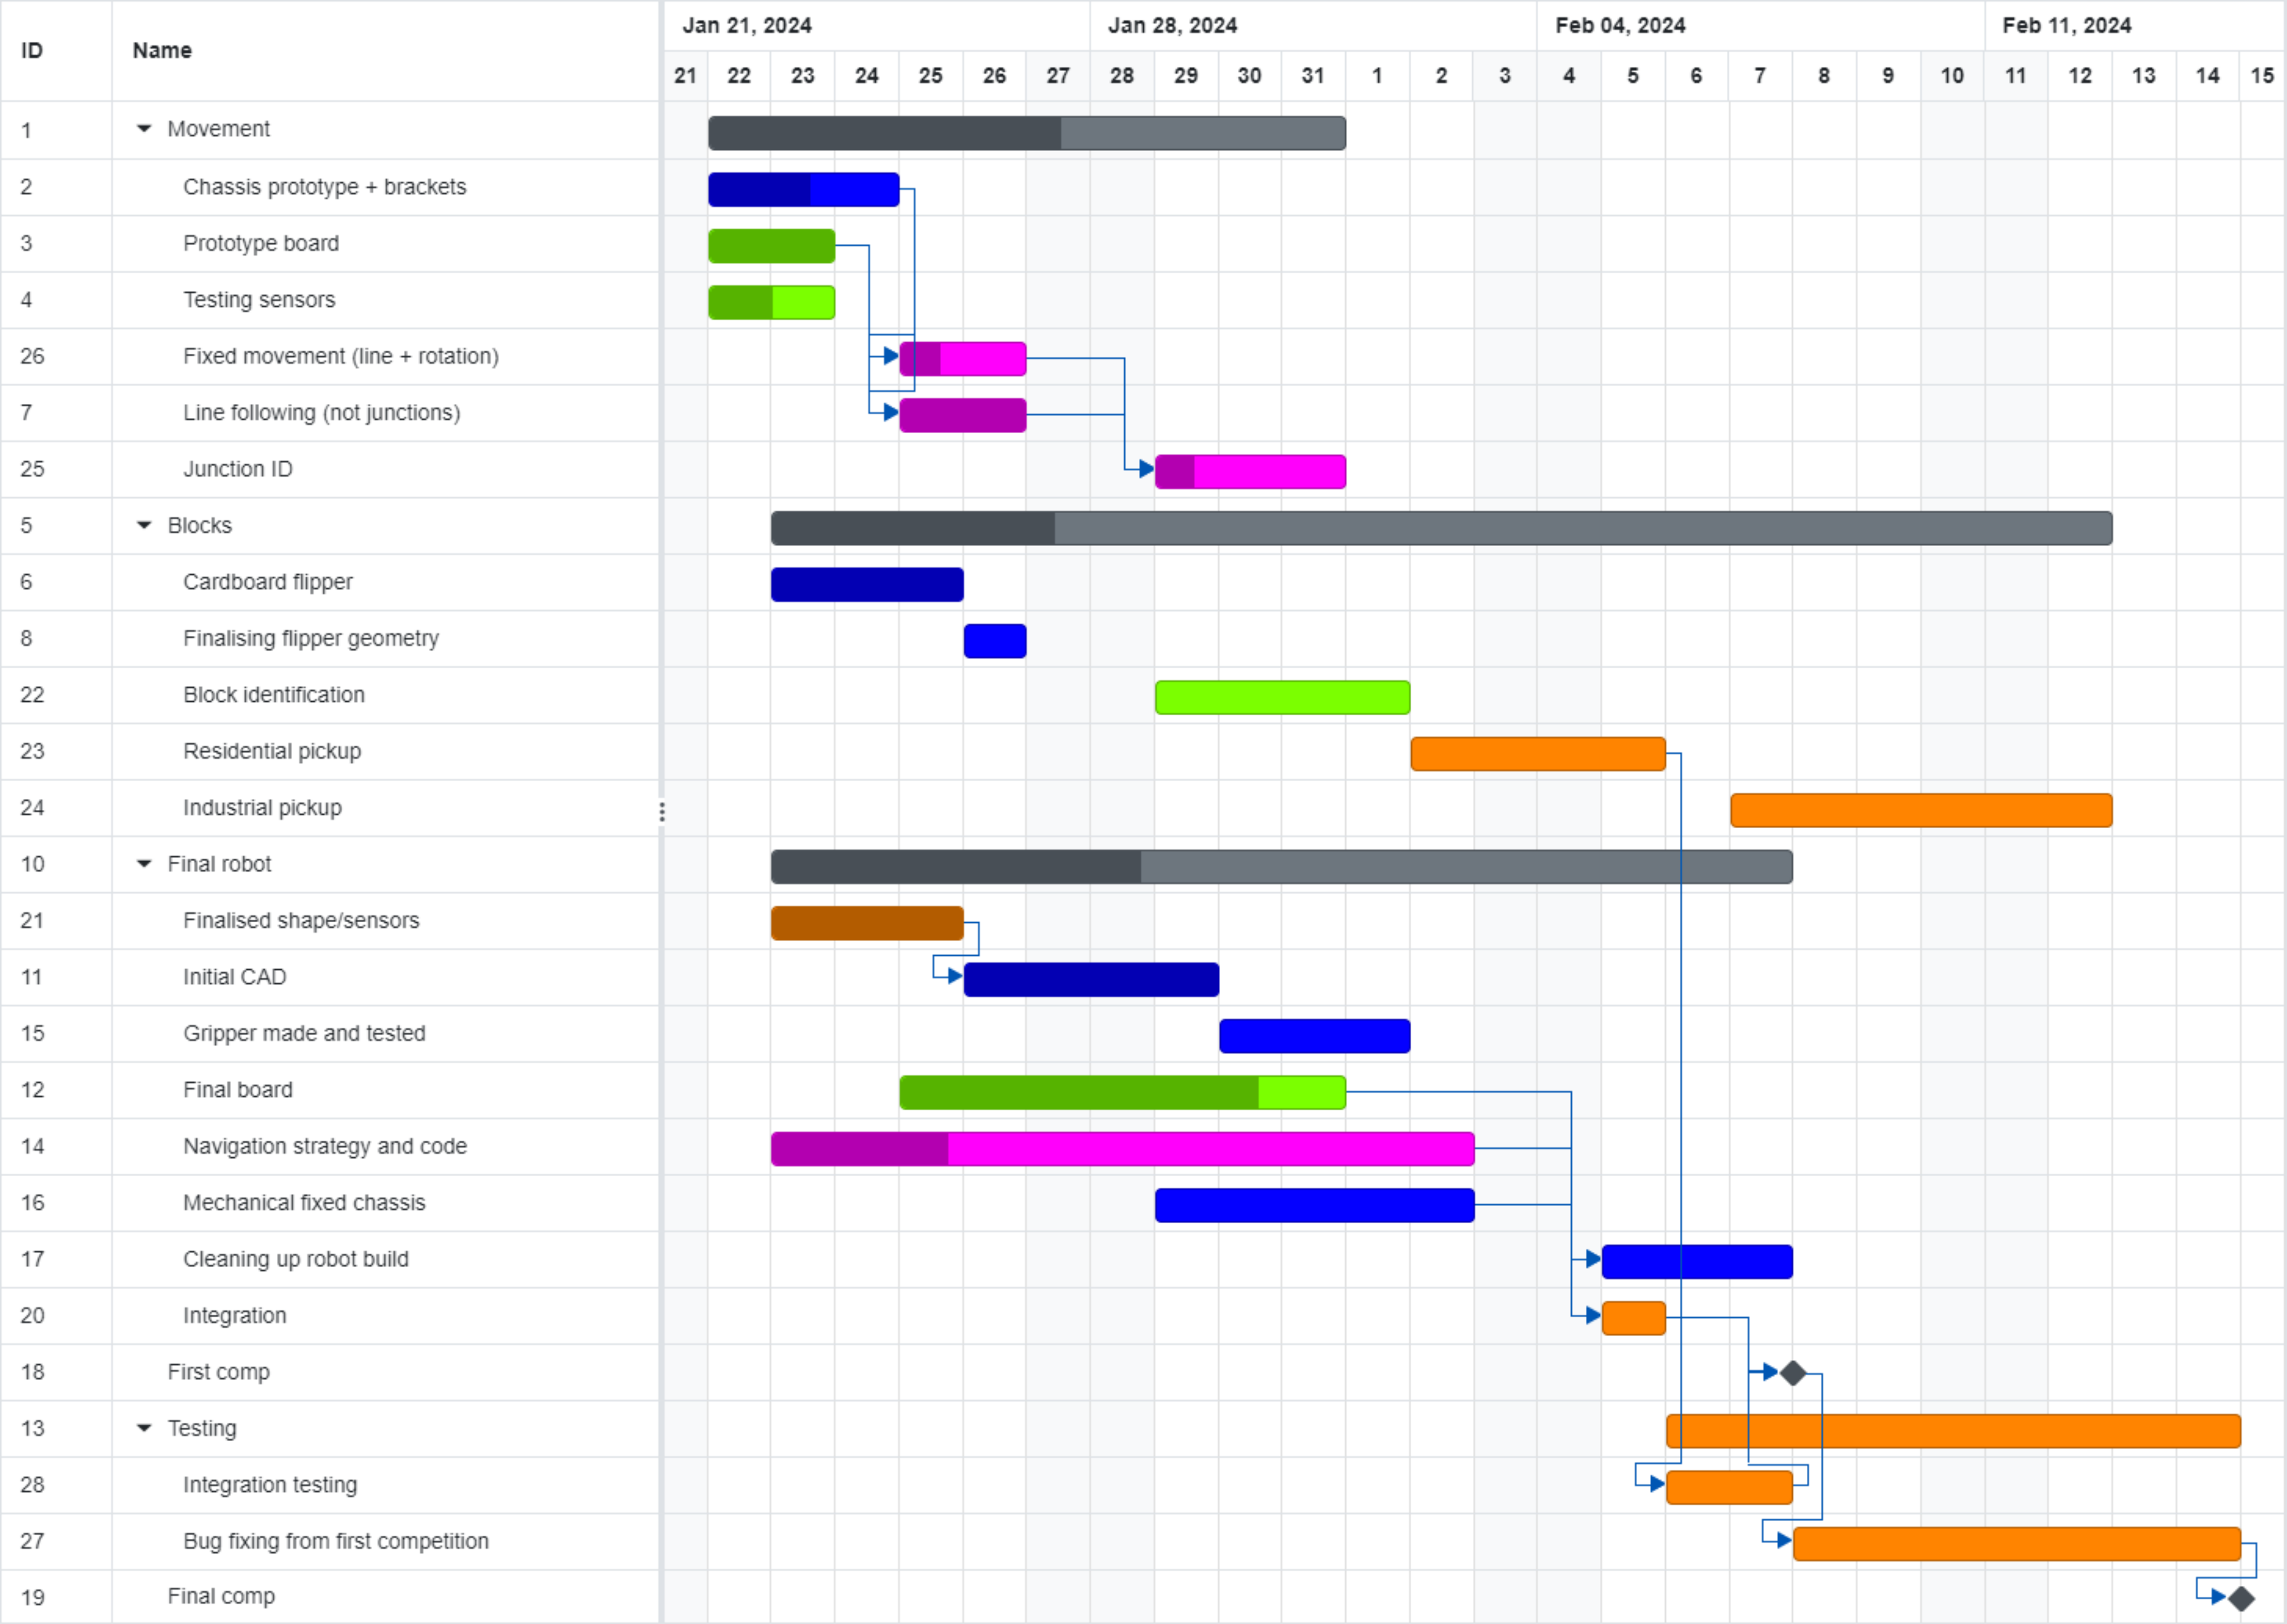 ID Name Jan 21, 2024 Jan 28, 2024 Feb 04, 2024 Feb 11, 2024
21 22 23 24 25 26 27 28 29 30 31 1 2 3 4 5 6 7 8 9 10 11 12 13 14 15
1 Movement
2 Chassis prototype + brackets
3 Prototype board
4 Testing sensors
26 Fixed movement (line + rotation)
7 Line following (not junctions)
25 Junction ID
5 Blocks
6 Cardboard flipper
8 Finalising flipper geometry
22 Block identification
23 Residential pickup
24 Industrial pickup
10 Final robot
21 Finalised shape/sensors
11 Initial CAD
15 Gripper made and tested
12 Final board
14 Navigation strategy and code
16 Mechanical fixed chassis
17 Cleaning up robot build
20 Integration
18 First comp
13 Testing
28 Integration testing
27 Bug fixing from first competition
19 Final comp